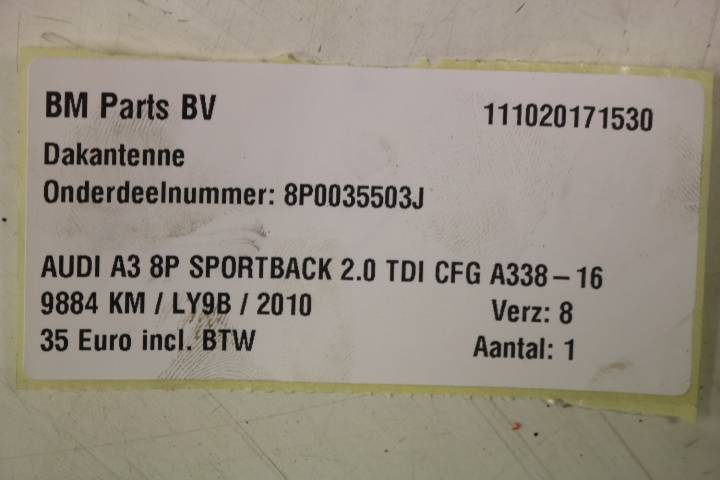 BM Parts BV 111020171530
Dakantenne
Onderdeelnummer: 8P0035503J
AUDI A3 8P SPORTBACK 2.0 TDI CFG A338-16
9884 KM / LY9B / 2010 Verz: 8
35 Euro incl. BTW Aantal: 1